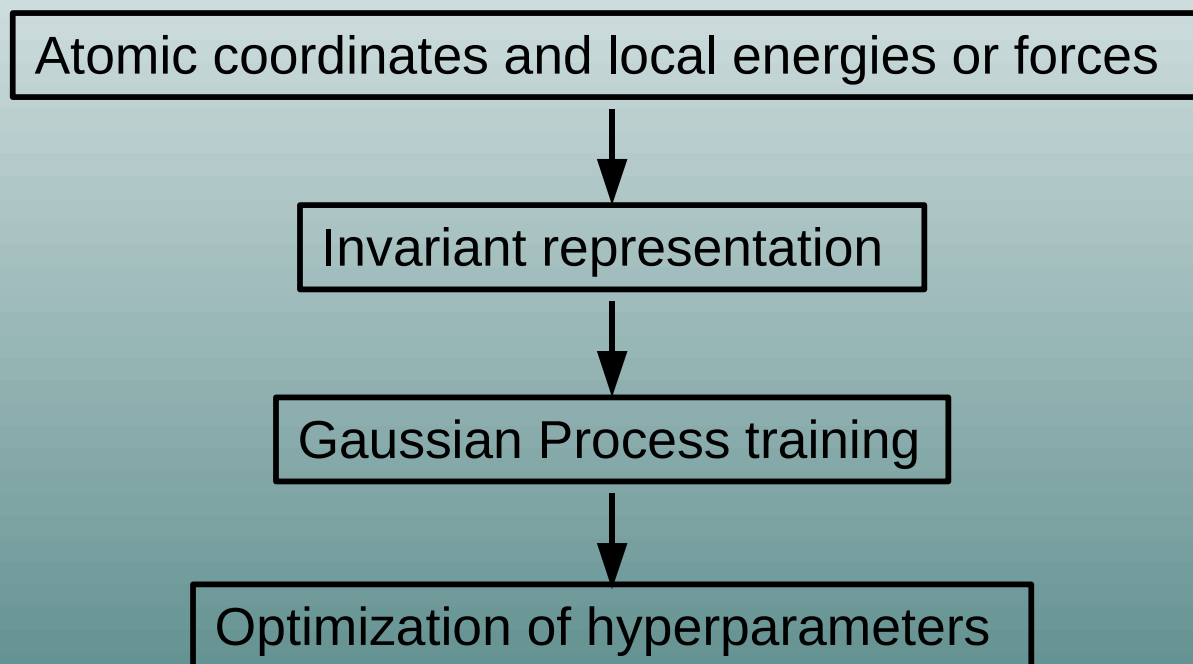 Atomic coordinates and local energies or forces
Invariant representation
Gaussian Process training
Optimization of hyperparameters